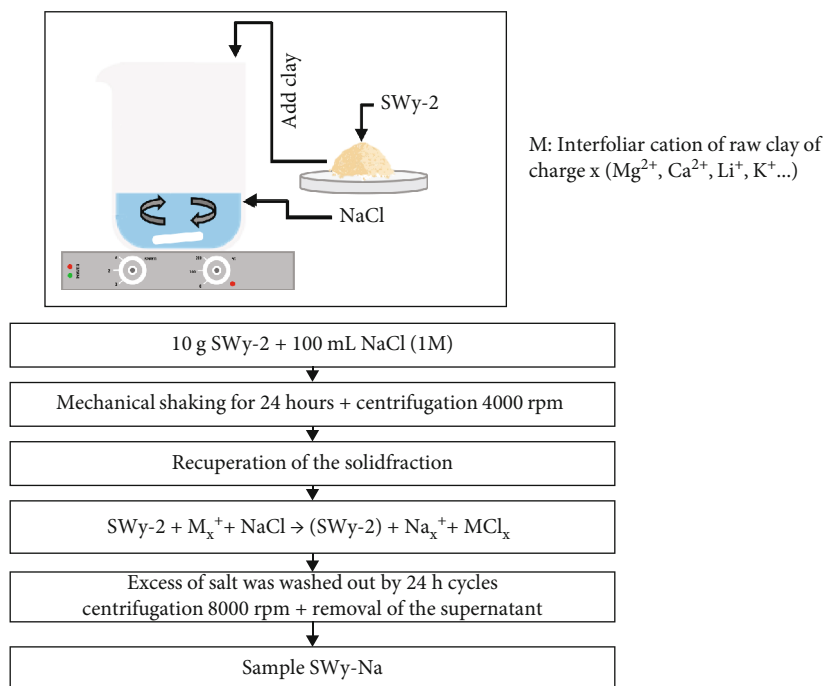 Add clay
SWy-2
NaCl
M: Interfoliar cation of raw clay of
charge x (Mg²⁺, Ca²⁺, Li⁺, K⁺...)
10 g SWy-2 + 100 mL NaCl (1M)
Mechanical shaking for 24 hours + centrifugation 4000 rpm
Recuperation of the solidfraction
SWy-2 + Mₓ⁺ + NaCl → (SWy-2) + Naₓ⁺ + MClₓ
Excess of salt was washed out by 24 h cycles
centrifugation 8000 rpm + removal of the supernatant
Sample SWy-Na